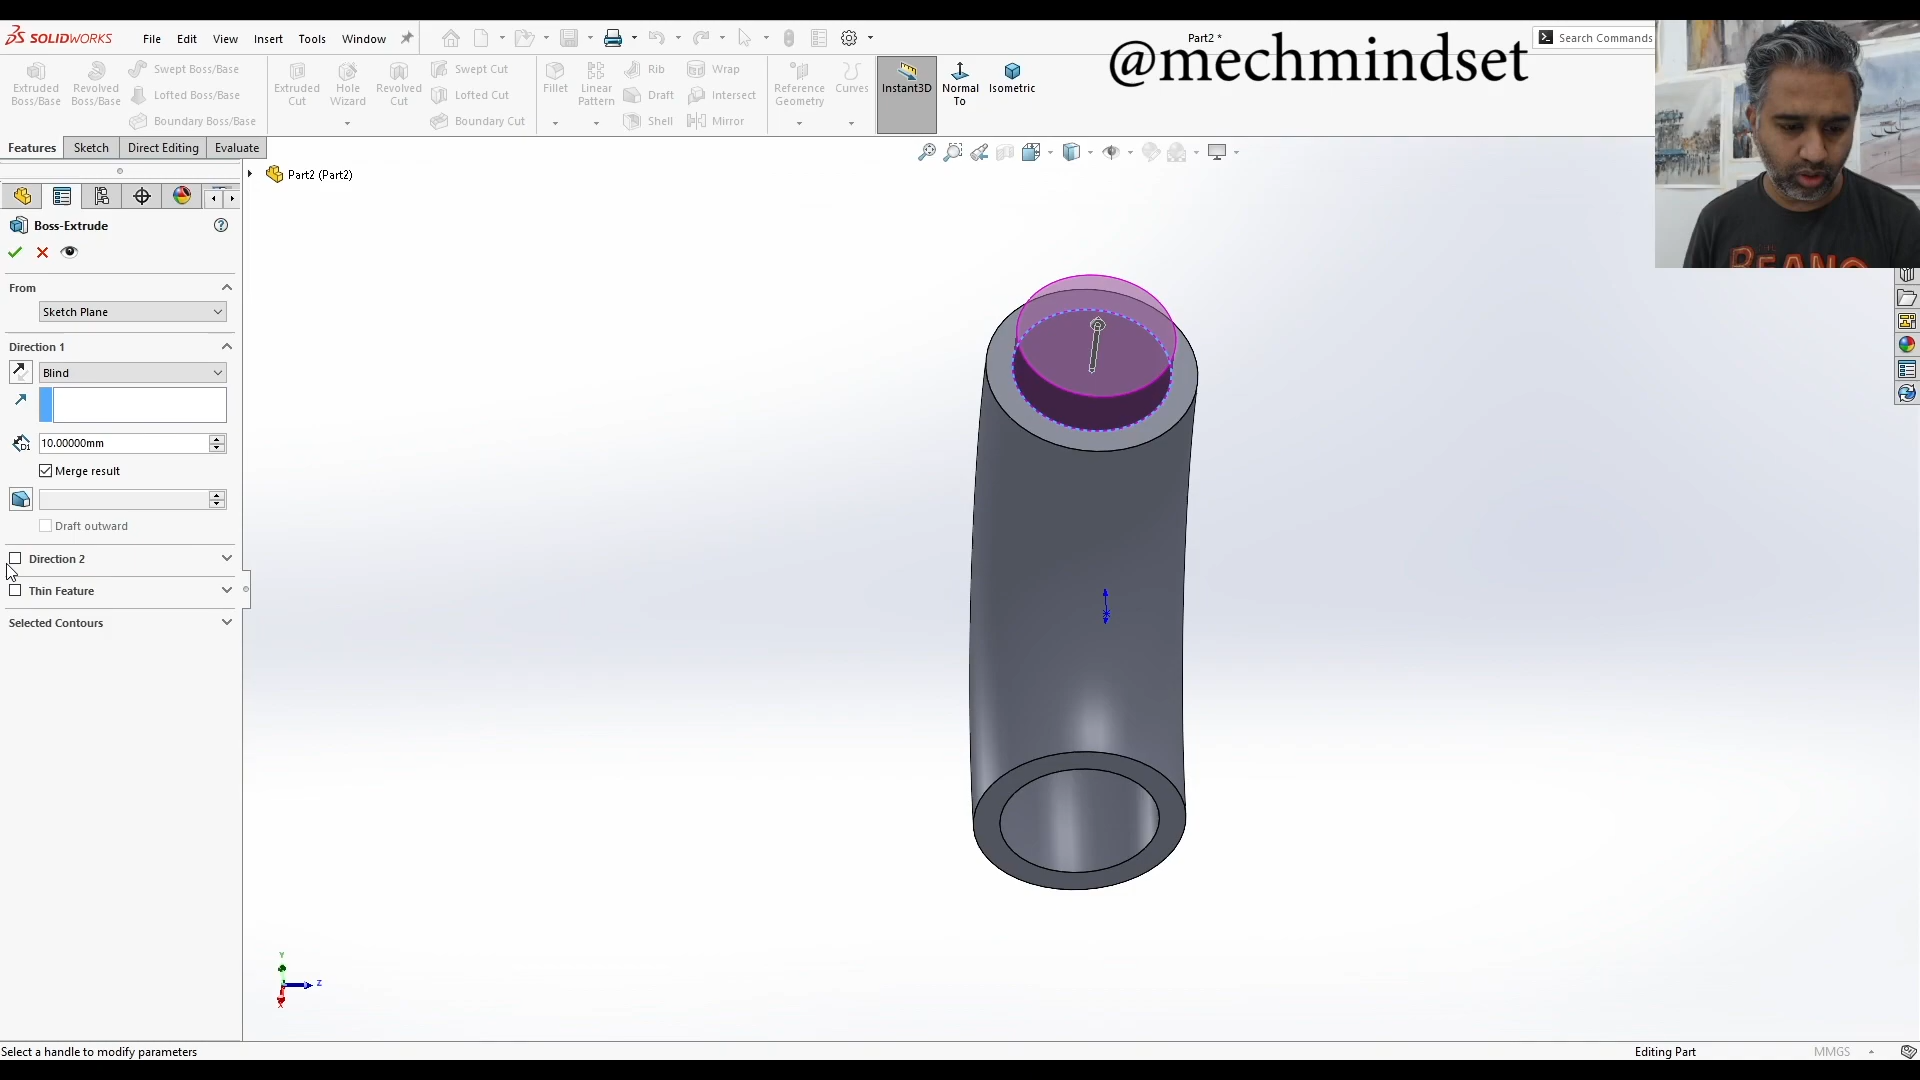 SOLIDWORKS File Edit View Insert Tools Window Part2 * Search Commands
@mechmindset
Extruded Boss/Base
Revolved Boss/Base
Swept Boss/Base
Lofted Boss/Base
Boundary Boss/Base
Extruded Cut
Hole Wizard
Revolved Cut
Swept Cut
Lofted Cut
Boundary Cut
Fillet
Linear Pattern
Rib
Draft
Shell
Wrap
Intersect
Mirror
Reference Geometry
Curves
Instant3D
Normal To
Isometric
Features Sketch Direct Editing Evaluate
Part2 (Part2)
Boss-Extrude
From
Sketch Plane
Direction 1
Blind
D1
10.00000mm
Merge result
Draft outward
Direction 2
Thin Feature
Selected Contours
Y
Z
X
Select a handle to modify parameters
Editing Part
MMGS